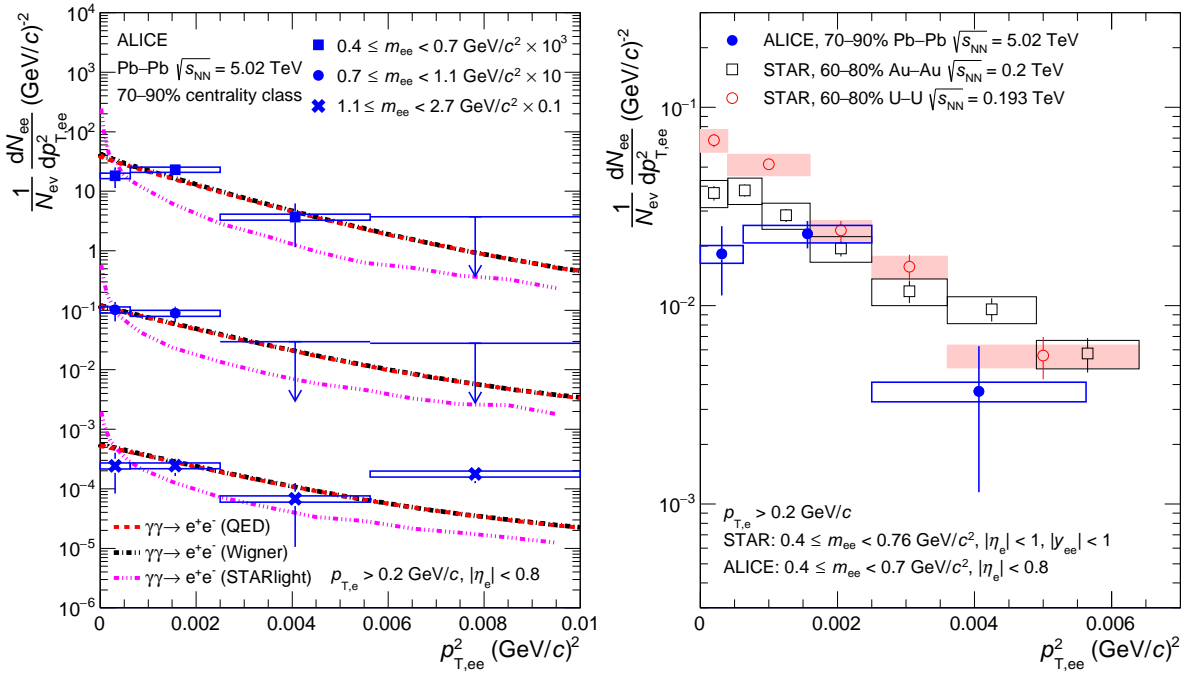 ALICE
Pb–Pb √s_NN = 5.02 TeV
70–90% centrality class
0.4 ≤ m_ee < 0.7 GeV/c² × 10³
0.7 ≤ m_ee < 1.1 GeV/c² × 10
1.1 ≤ m_ee < 2.7 GeV/c² × 0.1
1/N_ev dN_ee/dp²_T,ee (GeV/c)⁻²
10⁴
10³
10²
10
1
10⁻¹
10⁻²
10⁻³
10⁻⁴
10⁻⁵
10⁻⁶
γγ→ e⁺e⁻ (QED)
γγ→ e⁺e⁻ (Wigner)
γγ→ e⁺e⁻ (STARlight)
p_T,e > 0.2 GeV/c, |η_e| < 0.8
0 0.002 0.004 0.006 0.008 0.01
p²_T,ee (GeV/c)²
ALICE, 70–90% Pb–Pb √s_NN = 5.02 TeV
STAR, 60–80% Au–Au √s_NN = 0.2 TeV
STAR, 60–80% U–U √s_NN = 0.193 TeV
1/N_ev dN_ee/dp²_T,ee (GeV/c)⁻²
10⁻¹
10⁻²
10⁻³
p_T,e > 0.2 GeV/c
STAR: 0.4 ≤ m_ee < 0.76 GeV/c², |η_e| < 1, |y_ee| < 1
ALICE: 0.4 ≤ m_ee < 0.7 GeV/c², |η_e| < 0.8
0 0.002 0.004 0.006
p²_T,ee (GeV/c)²